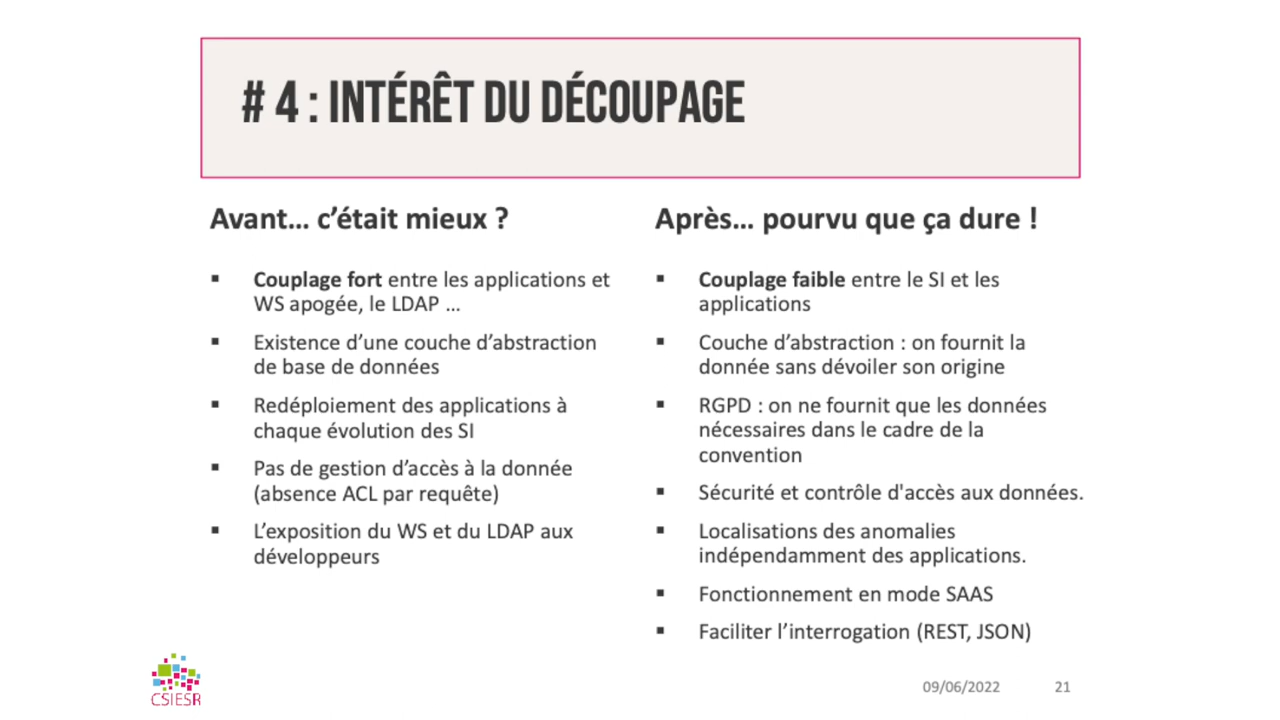 # 4 : INTÉRÊT DU DÉCOUPAGE
Avant… c’était mieux ?
▪ Couplage fort entre les applications et
WS apogée, le LDAP …
▪ Existence d’une couche d’abstraction
de base de données
▪ Redéploiement des applications à
chaque évolution des SI
▪ Pas de gestion d’accès à la donnée
(absence ACL par requête)
▪ L’exposition du WS et du LDAP aux
développeurs
Après… pourvu que ça dure !
▪ Couplage faible entre le SI et les
applications
▪ Couche d’abstraction : on fournit la
donnée sans dévoiler son origine
▪ RGPD : on ne fournit que les données
nécessaires dans le cadre de la
convention
▪ Sécurité et contrôle d'accès aux données.
▪ Localisations des anomalies
indépendamment des applications.
▪ Fonctionnement en mode SAAS
▪ Faciliter l’interrogation (REST, JSON)
CSIESR
09/06/2022
21